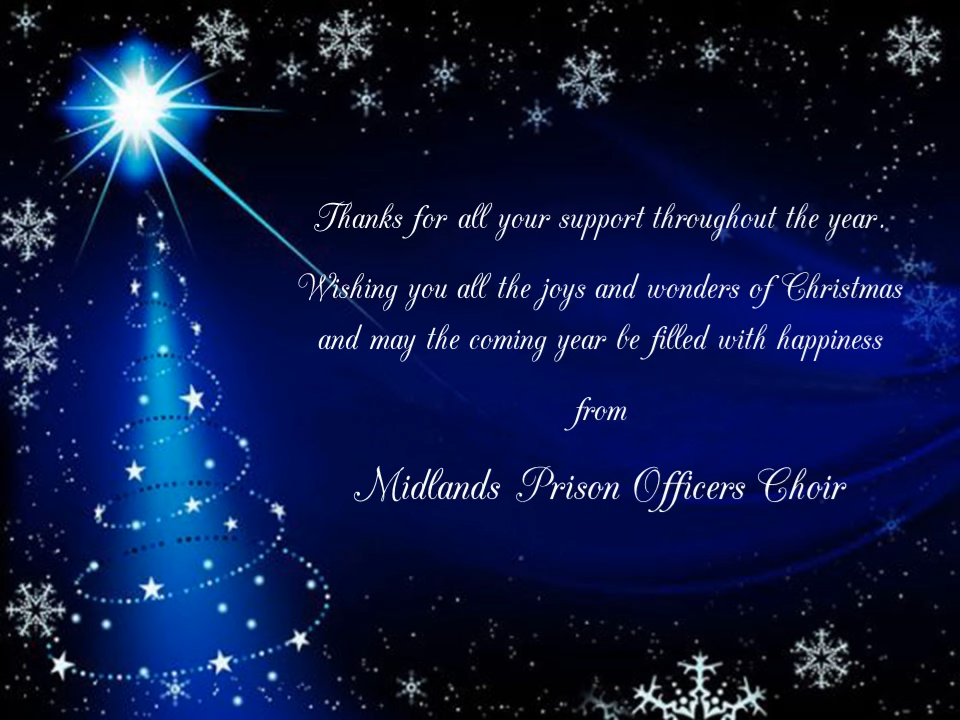 Thanks for all your support throughout the year.
Wishing you all the joys and wonders of Christmas
and may the coming year be filled with happiness
from
Midlands Prison Officers Choir